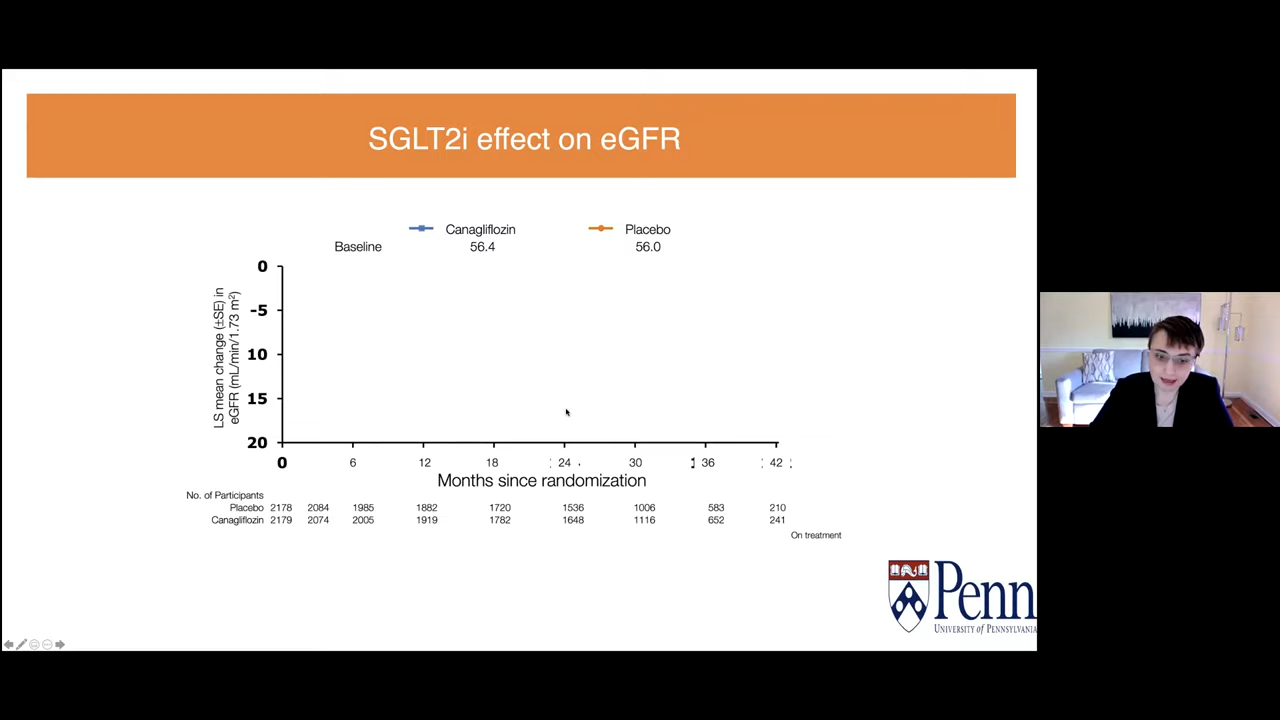 SGLT2i effect on eGFR
Canagliflozin Placebo
Baseline 56.4 56.0
LS mean change (±SE) in
eGFR (mL/min/1.73 m²)
0
-5
10
15
20
0 6 12 18 24 30 36 42
Months since randomization
No. of Participants
Placebo 2178 2084 1985 1882 1720 1536 1006 583 210
Canagliflozin 2179 2074 2005 1919 1782 1648 1116 652 241
On treatment
Penn
UNIVERSITY of PENNSYLVANIA